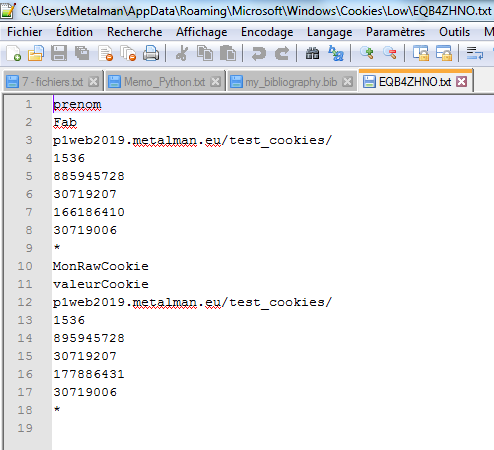 C:\Users\Metalman\AppData\Roaming\Microsoft\Windows\Cookies\Low\EQB4ZHNO.txt
Fichier Édition Recherche Affichage Encodage Langage Paramètres Outils M
7 - fichiers.txt Memo_Python.txt my_bibliography.bib EQB4ZHNO.txt
1 prenom
2 Fab
3 p1web2019.metalman.eu/test_cookies/
4 1536
5 885945728
6 30719207
7 166186410
8 30719006
9 *
10 MonRawCookie
11 valeurCookie
12 p1web2019.metalman.eu/test_cookies/
13 1536
14 895945728
15 30719207
16 177886431
17 30719006
18 *
19